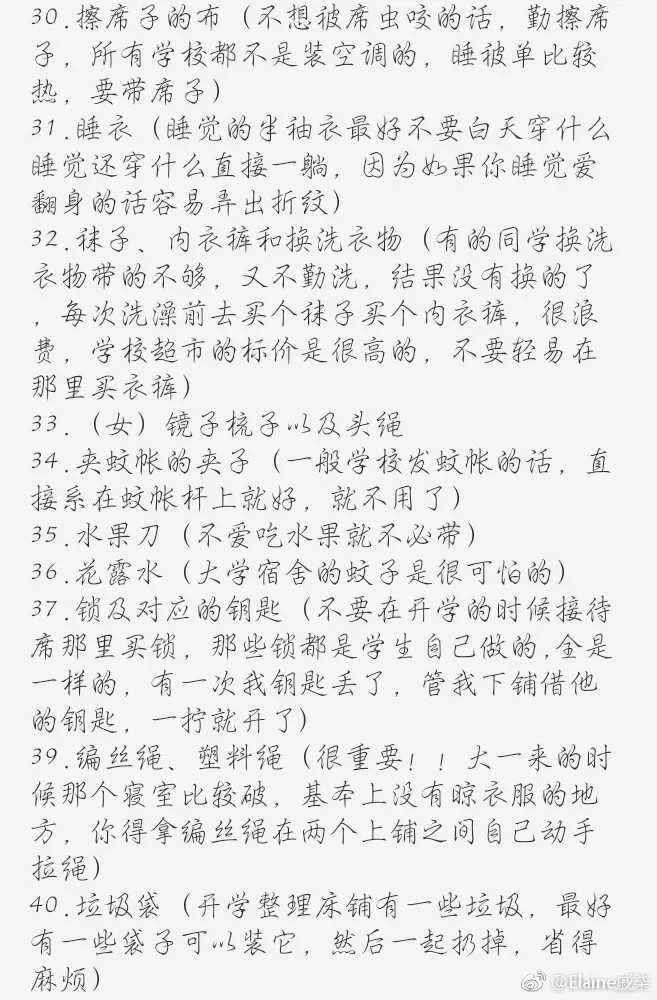 30.擦席子的布（不想被席虫咬的话，勤擦席
子，所有学校都不是装空调的，睡被单比较
热，要带席子）
31.睡衣（睡觉的半袖衣最好不要白天穿什么
睡觉还穿什么直接一躺，因为如果你睡觉爱
翻身的话容易弄出折纹）
32.袜子、内衣裤和换洗衣物（有的同学换洗
衣物带的不够，又不勤洗，结果没有换的了
，每次洗澡前去买个袜子买个内衣裤，很浪
费，学校超市的标价是很高的，不要轻易在
那里买衣裤）
33.（女）镜子梳子以及头绳
34.夹蚊帐的夹子（一般学校发蚊帐的话，直
接系在蚊帐杆上就好，就不用了）
35.水果刀（不爱吃水果就不必带）
36.花露水（大学宿舍的蚊子是很可怕的）
37.锁及对应的钥匙（不要在开学的时候接待
席那里买锁，那些锁都是学生自己做的,全是
一样的，有一次我钥匙丢了，管我下铺借他
的钥匙，一拧就开了）
39.编丝绳、塑料绳（很重要！！大一来的时
候那个寝室比较破，基本上没有晾衣服的地
方，你得拿编丝绳在两个上铺之间自己动手
拉绳）
40.垃圾袋（开学整理床铺有一些垃圾，最好
有一些袋子可以装它，然后一起扔掉，省得
麻烦）
@Elaine成